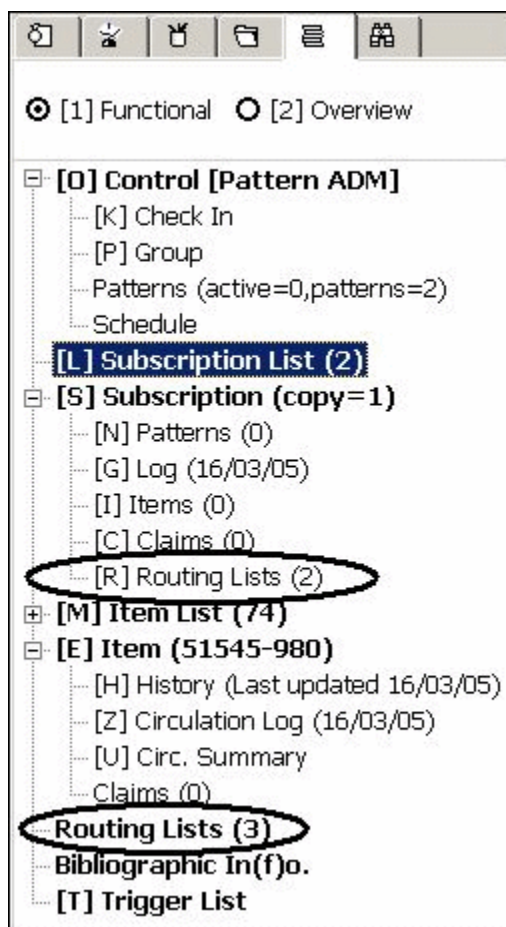 [1] Functional [2] Overview
[O] Control [Pattern ADM]
[K] Check In
[P] Group
Patterns (active=0,patterns=2)
Schedule
[L] Subscription List (2)
[S] Subscription (copy=1)
[N] Patterns (0)
[G] Log (16/03/05)
[I] Items (0)
[C] Claims (0)
[R] Routing Lists (2)
[M] Item List (74)
[E] Item (51545-980)
[H] History (Last updated 16/03/05)
[Z] Circulation Log (16/03/05)
[U] Circ. Summary
Claims (0)
Routing Lists (3)
Bibliographic In(f)o.
[T] Trigger List